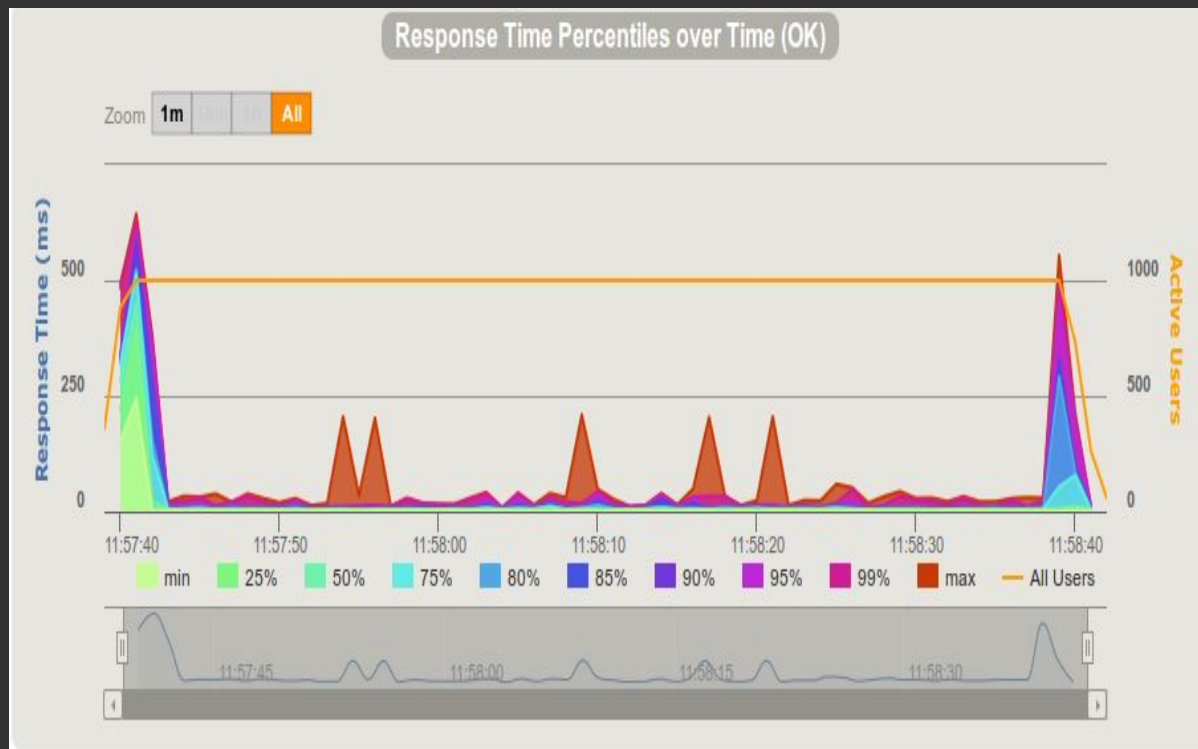 Response Time Percentiles over Time (OK)
Zoom 1m All
Response Time (ms)
500
250
0
1000
500
0
Active Users
11:57:40 11:57:50 11:58:00 11:58:10 11:58:20 11:58:30 11:58:40
min 25% 50% 75% 80% 85% 90% 95% 99% max All Users
11:57:45 11:58:00 11:58:15 11:58:30